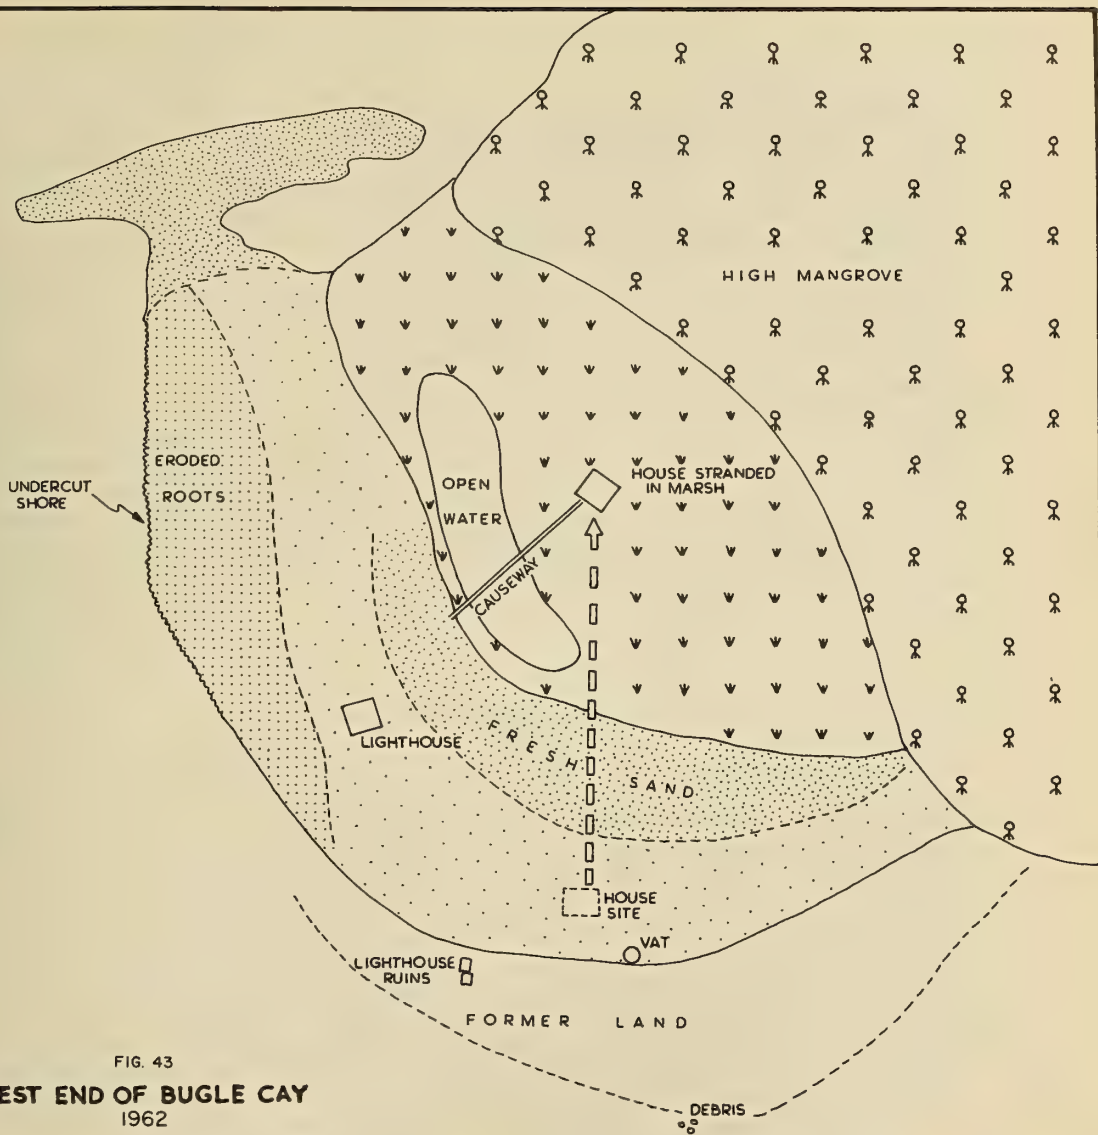 HIGH MANGROVE
ERODED
ROOTS
UNDERCUT
SHORE
OPEN
WATER
HOUSE STRANDED
IN MARSH
CAUSEWAY
LIGHTHOUSE
FRESH SAND
HOUSE
SITE
VAT
LIGHTHOUSE
RUINS
FORMER LAND
DEBRIS
FIG. 43
EST END OF BUGLE CAY
1962